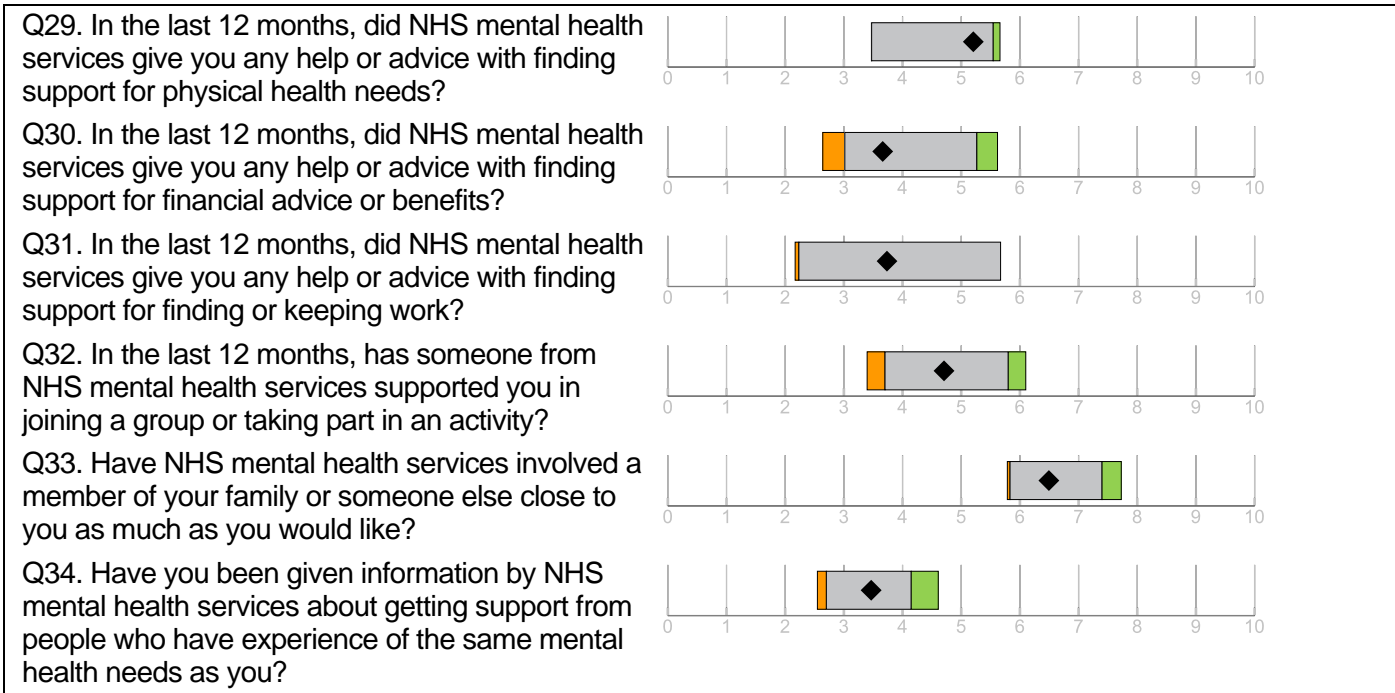 Q29. In the last 12 months, did NHS mental health
services give you any help or advice with finding
support for physical health needs?
0 1 2 3 4 5 6 7 8 9 10
Q30. In the last 12 months, did NHS mental health
services give you any help or advice with finding
support for financial advice or benefits?
0 1 2 3 4 5 6 7 8 9 10
Q31. In the last 12 months, did NHS mental health
services give you any help or advice with finding
support for finding or keeping work?
0 1 2 3 4 5 6 7 8 9 10
Q32. In the last 12 months, has someone from
NHS mental health services supported you in
joining a group or taking part in an activity?
0 1 2 3 4 5 6 7 8 9 10
Q33. Have NHS mental health services involved a
member of your family or someone else close to
you as much as you would like?
0 1 2 3 4 5 6 7 8 9 10
Q34. Have you been given information by NHS
mental health services about getting support from
people who have experience of the same mental
health needs as you?
0 1 2 3 4 5 6 7 8 9 10